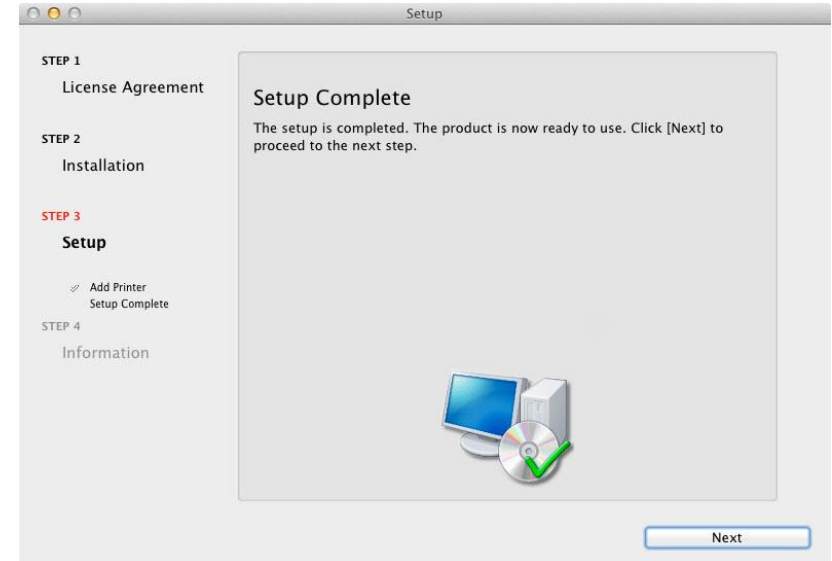 Setup
STEP 1
License Agreement
STEP 2
Installation
STEP 3
Setup
Add Printer
Setup Complete
STEP 4
Information
Setup Complete
The setup is completed. The product is now ready to use. Click [Next] to
proceed to the next step.
Next